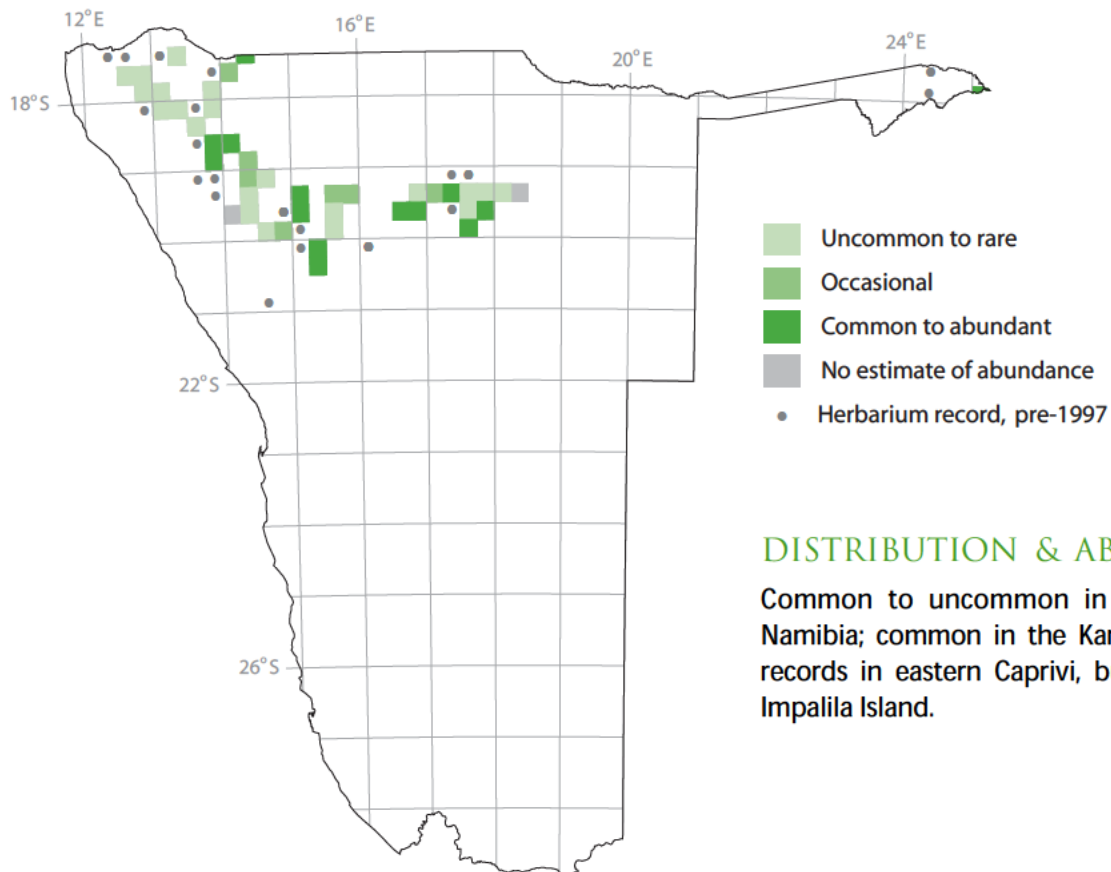 12°E
16°E
20°E
24°E
18°S
22°S
26°S
Uncommon to rare
Occasional
Common to abundant
No estimate of abundance
Herbarium record, pre-1997
DISTRIBUTION & AB
Common to uncommon in
Namibia; common in the Kar
records in eastern Caprivi, b
Impalila Island.